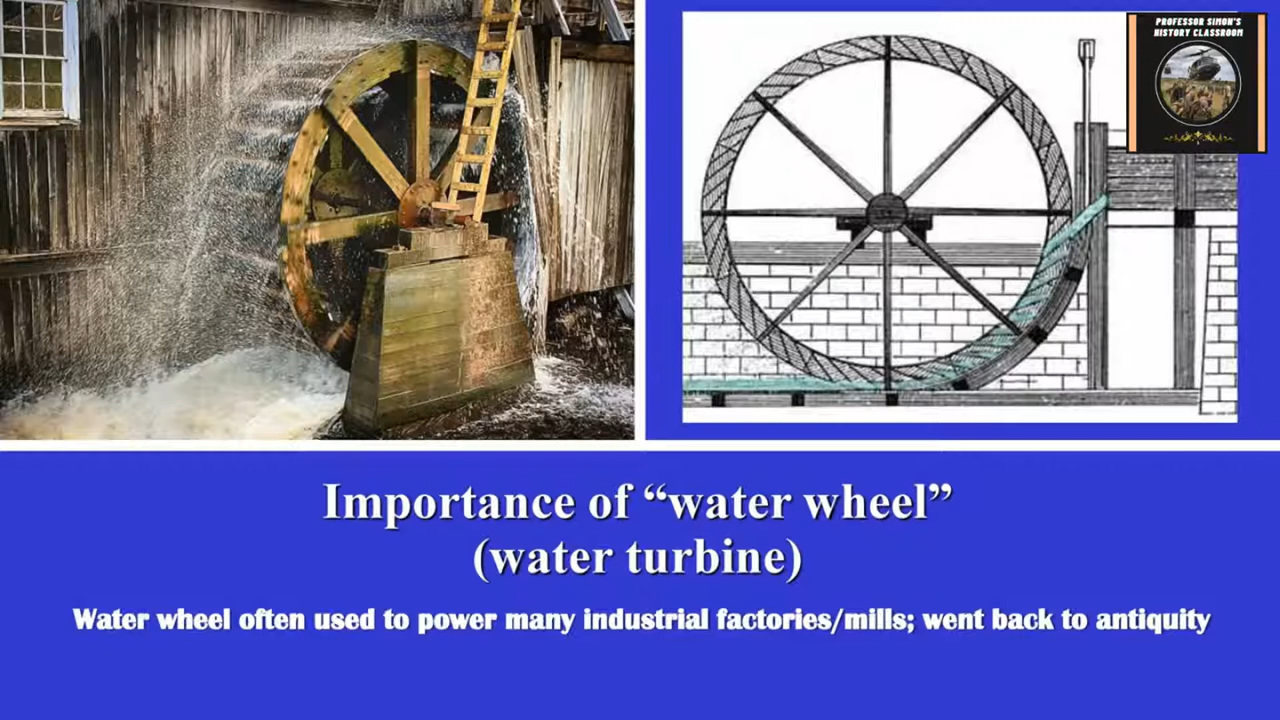 PROFESSOR SIMON'S
HISTORY CLASSROOM
Importance of “water wheel”
(water turbine)
Water wheel often used to power many industrial factories/mills; went back to antiquity